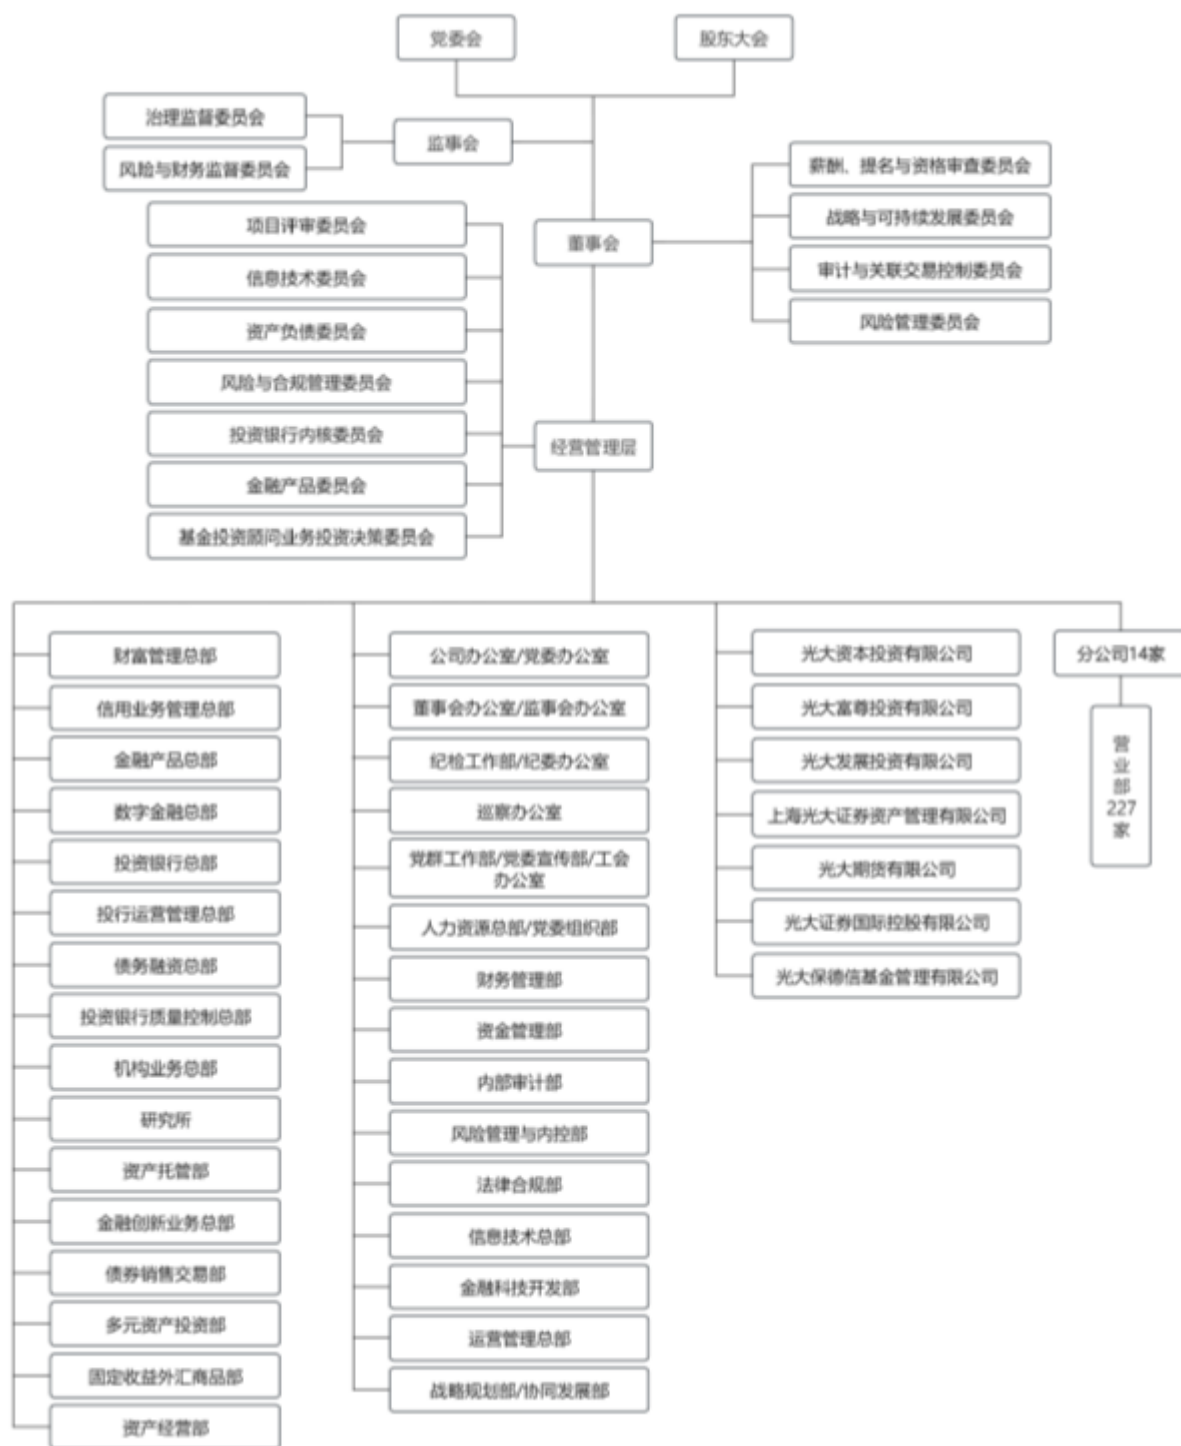 党委会
股东大会
治理监督委员会
风险与财务监督委员会
监事会
董事会
薪酬、提名与资格审查委员会
战略与可持续发展委员会
审计与关联交易控制委员会
风险管理委员会
项目评审委员会
信息技术委员会
资产负债委员会
风险与合规管理委员会
投资银行内核委员会
金融产品委员会
基金投资顾问业务投资决策委员会
经营管理层
财富管理总部
信用业务管理总部
金融产品总部
数字金融总部
投资银行总部
投行运营管理总部
债务融资总部
投资银行质量控制总部
机构业务总部
研究所
资产托管部
金融创新业务总部
债券销售交易部
多元资产投资部
固定收益外汇商品部
资产经营部
公司办公室/党委办公室
董事会办公室/监事会办公室
纪检工作部/纪委办公室
巡察办公室
党群工作部/党委宣传部/工会
办公室
人力资源总部/党委组织部
财务管理部
资金管理部
内部审计部
风险管理与内控部
法律合规部
信息技术总部
金融科技开发部
运营管理总部
战略规划部/协同发展部
光大资本投资有限公司
光大富尊投资有限公司
光大发展投资有限公司
上海光大证券资产管理有限公司
光大期货有限公司
光大证券国际控股有限公司
光大保德信基金管理有限公司
分公司14家
营
业
部
227
家